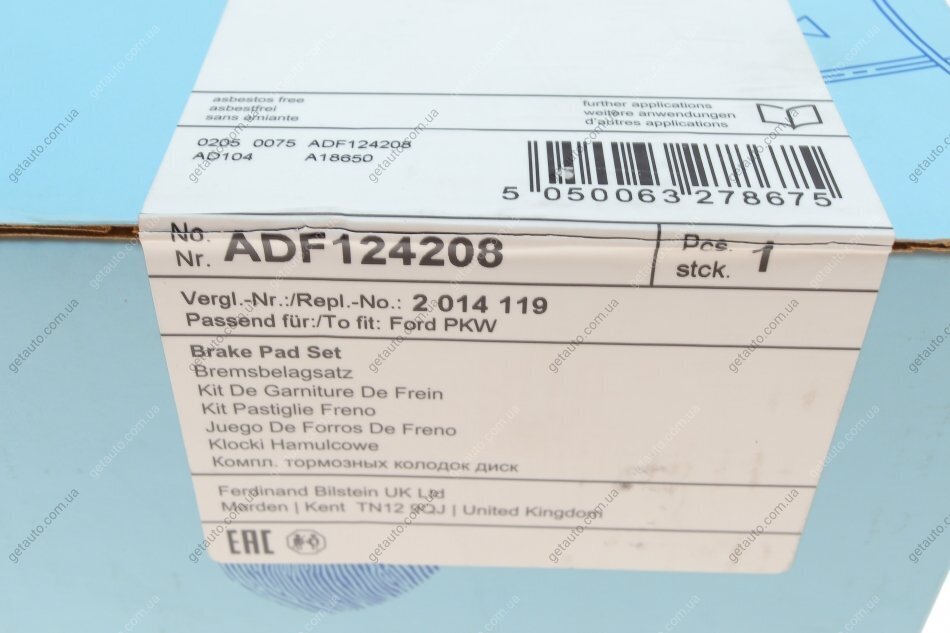 asbestos free
asbestfrei
sans amiante
further applications
weitere anwendungen
d'autres applications
0205 0075 ADF124208
AD104 A18650
5 050063 278675
No.
Nr. ADF124208
Pcs.
stck. 1
Vergl.-Nr.:/Repl.-No.: 2 014 119
Passend für:/To fit: Ford PKW
Brake Pad Set
Bremsbelagsatz
Kit De Garniture De Frein
Kit Pastiglie Freno
Juego De Forros De Freno
Klocki Hamulcowe
Компл. тормозных колодок диск
Ferdinand Bilstein UK Ltd
Marden | Kent TN12 9QJ | United Kingdom
EAC
getauto.com.ua